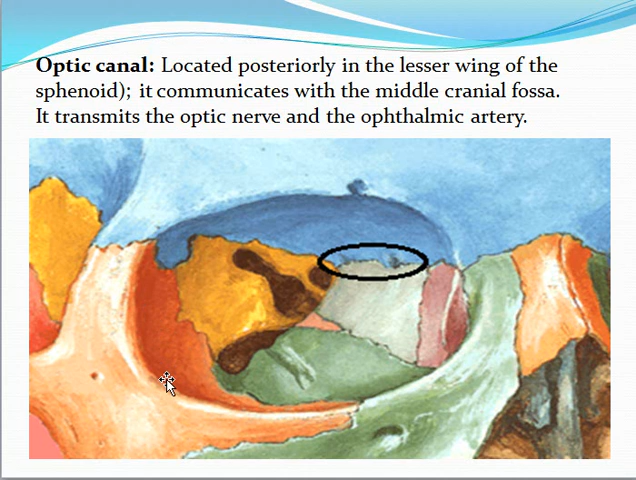 Optic canal: Located posteriorly in the lesser wing of the
sphenoid); it communicates with the middle cranial fossa.
It transmits the optic nerve and the ophthalmic artery.